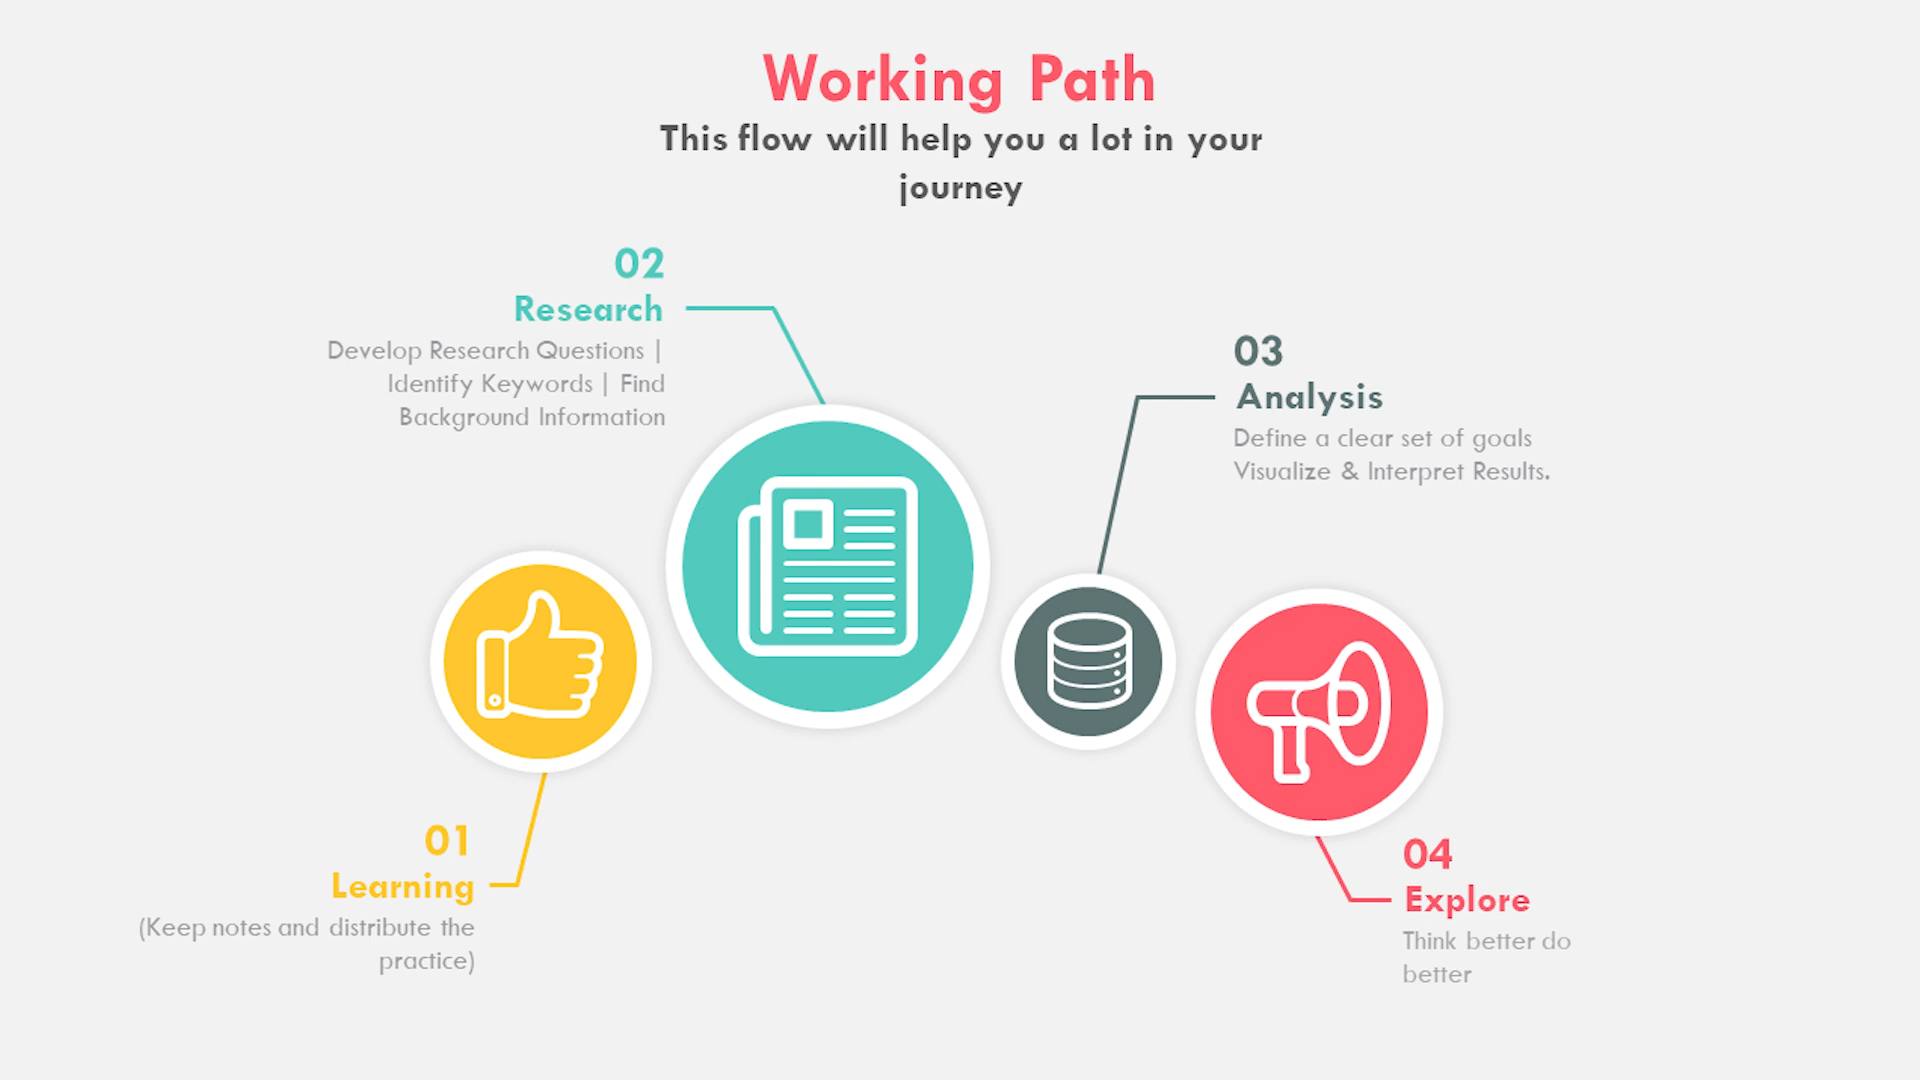 Working Path
This flow will help you a lot in your
journey
02
Research
Develop Research Questions |
Identify Keywords | Find
Background Information
03
Analysis
Define a clear set of goals
Visualize & Interpret Results.
01
Learning
(Keep notes and distribute the
practice)
04
Explore
Think better do
better